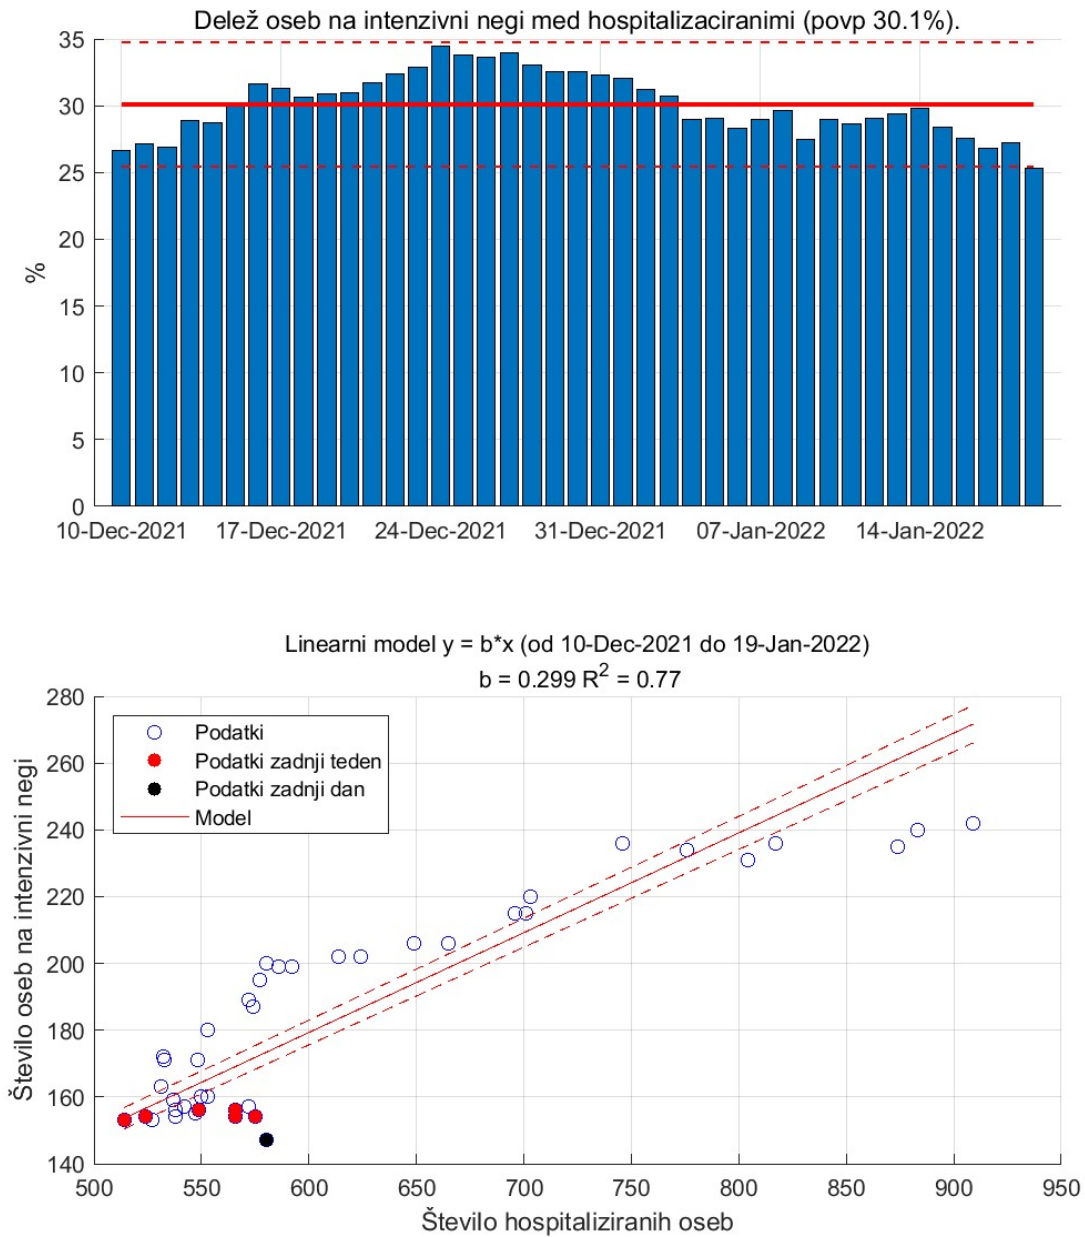 Delež oseb na intenzivni negi med hospitalizaciranimi (povp 30.1%).
35
30
25
20
15
10
5
0
%
10-Dec-2021 17-Dec-2021 24-Dec-2021 31-Dec-2021 07-Jan-2022 14-Jan-2022
Linearni model y = b*x (od 10-Dec-2021 do 19-Jan-2022)
b = 0.299 R² = 0.77
280
260
240
220
200
180
160
140
Število oseb na intenzivni negi
Podatki
Podatki zadnji teden
Podatki zadnji dan
Model
500 550 600 650 700 750 800 850 900 950
Število hospitaliziranih oseb